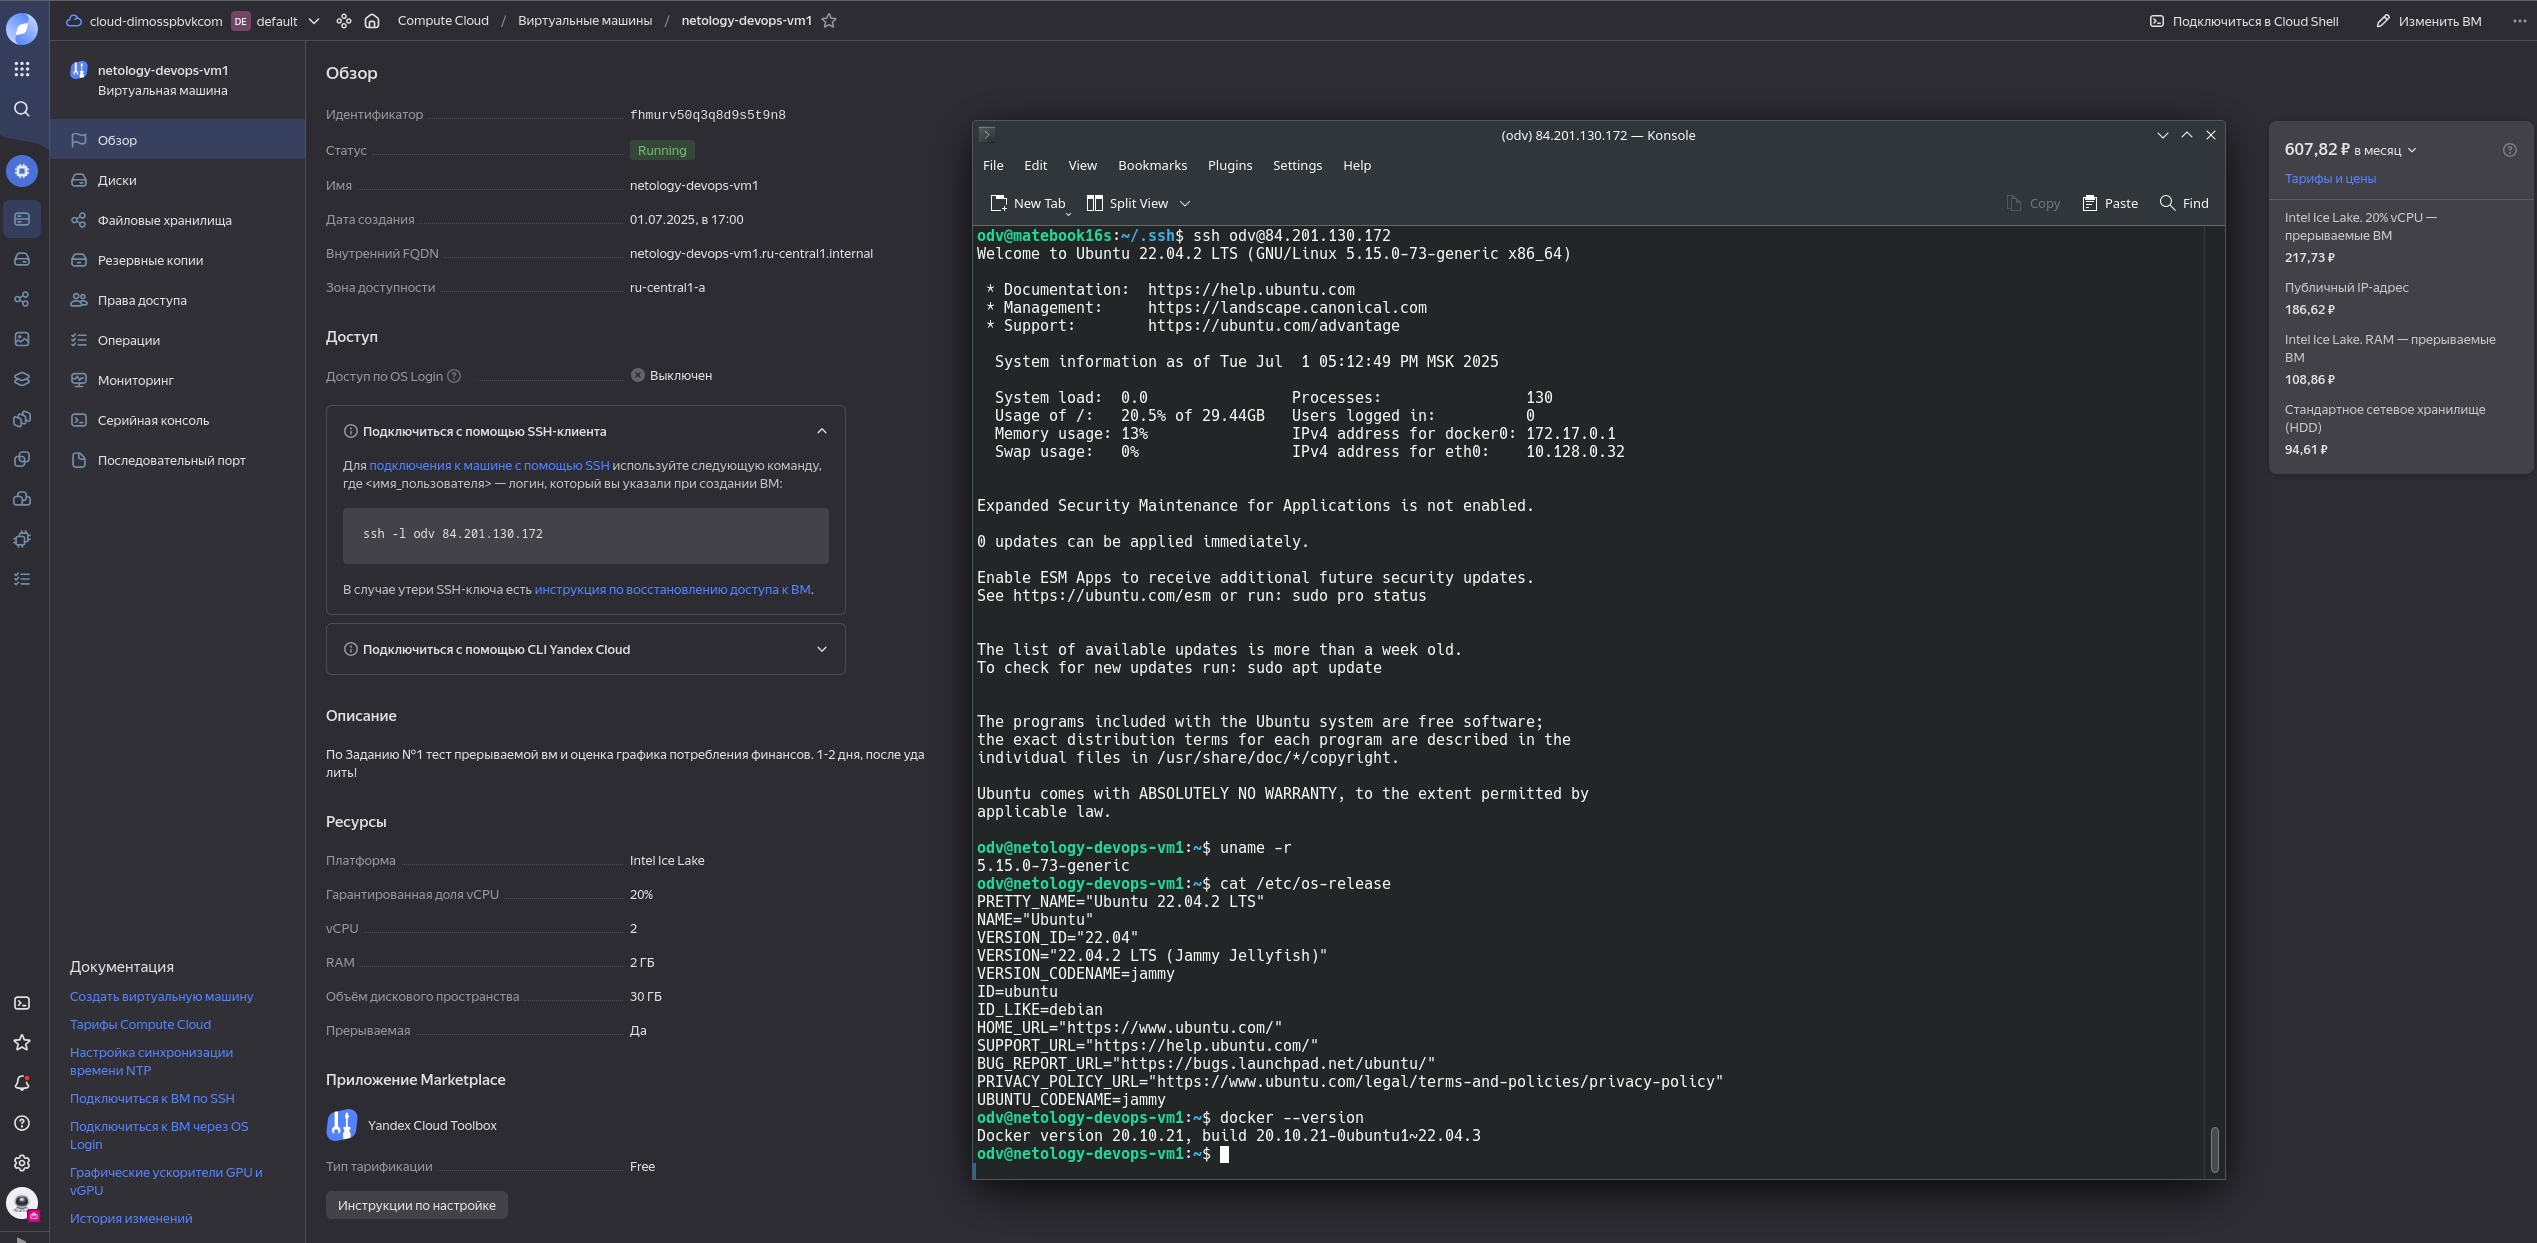 cloud-dimosspbvkcom DE default Compute Cloud / Виртуальные машины / netology-devops-vm1 Подключиться в Cloud Shell Изменить ВМ
netology-devops-vm1
Виртуальная машина
Обзор
Диски
Файловые хранилища
Резервные копии
Права доступа
Операции
Мониторинг
Серийная консоль
Последовательный порт
Документация
Создать виртуальную машину
Тарифы Compute Cloud
Настройка синхронизации
времени NTP
Подключиться к ВМ по SSH
Подключиться к ВМ через OS
Login
Графические ускорители GPU и
vGPU
История изменений
Обзор
Идентификатор fhmurv50q3q8d9s5t9n8
Статус Running
Имя netology-devops-vm1
Дата создания 01.07.2025, в 17:00
Внутренний FQDN netology-devops-vm1.ru-central1.internal
Зона доступности ru-central1-a
Доступ
Доступ по OS Login Выключен
Подключиться с помощью SSH-клиента
Для подключения к машине с помощью SSH используйте следующую команду,
где <имя_пользователя> — логин, который вы указали при создании ВМ:
ssh -l odv 84.201.130.172
В случае утери SSH-ключа есть инструкция по восстановлению доступа к ВМ.
Подключиться с помощью CLI Yandex Cloud
Описание
По Заданию №1 тест прерываемой вм и оценка графика потребления финансов. 1-2 дня, после уда
лить!
Ресурсы
Платформа Intel Ice Lake
Гарантированная доля vCPU 20%
vCPU 2
RAM 2 ГБ
Объём дискового пространства 30 ГБ
Прерываемая Да
Приложение Marketplace
Yandex Cloud Toolbox
Тип тарификации Free
Инструкции по настройке
(odv) 84.201.130.172 — Konsole
File Edit View Bookmarks Plugins Settings Help
New Tab Split View Copy Paste Find
odv@matebook16s:~/.ssh$ ssh odv@84.201.130.172
Welcome to Ubuntu 22.04.2 LTS (GNU/Linux 5.15.0-73-generic x86_64)
* Documentation: https://help.ubuntu.com
* Management: https://landscape.canonical.com
* Support: https://ubuntu.com/advantage
System information as of Tue Jul 1 05:12:49 PM MSK 2025
System load: 0.0 Processes: 130
Usage of /: 20.5% of 29.44GB Users logged in: 0
Memory usage: 13% IPv4 address for docker0: 172.17.0.1
Swap usage: 0% IPv4 address for eth0: 10.128.0.32
Expanded Security Maintenance for Applications is not enabled.
0 updates can be applied immediately.
Enable ESM Apps to receive additional future security updates.
See https://ubuntu.com/esm or run: sudo pro status
The list of available updates is more than a week old.
To check for new updates run: sudo apt update
The programs included with the Ubuntu system are free software;
the exact distribution terms for each program are described in the
individual files in /usr/share/doc/*/copyright.
Ubuntu comes with ABSOLUTELY NO WARRANTY, to the extent permitted by
applicable law.
odv@netology-devops-vm1:~$ uname -r
5.15.0-73-generic
odv@netology-devops-vm1:~$ cat /etc/os-release
PRETTY_NAME="Ubuntu 22.04.2 LTS"
NAME="Ubuntu"
VERSION_ID="22.04"
VERSION="22.04.2 LTS (Jammy Jellyfish)"
VERSION_CODENAME=jammy
ID=ubuntu
ID_LIKE=debian
HOME_URL="https://www.ubuntu.com/"
SUPPORT_URL="https://help.ubuntu.com/"
BUG_REPORT_URL="https://bugs.launchpad.net/ubuntu/"
PRIVACY_POLICY_URL="https://www.ubuntu.com/legal/terms-and-policies/privacy-policy"
UBUNTU_CODENAME=jammy
odv@netology-devops-vm1:~$ docker --version
Docker version 20.10.21, build 20.10.21-0ubuntu1~22.04.3
odv@netology-devops-vm1:~$
607,82 ₽ в месяц
Тарифы и цены
Intel Ice Lake. 20% vCPU —
прерываемые ВМ
217,73 ₽
Публичный IP-адрес
186,62 ₽
Intel Ice Lake. RAM — прерываемые
ВМ
108,86 ₽
Стандартное сетевое хранилище
(HDD)
94,61 ₽